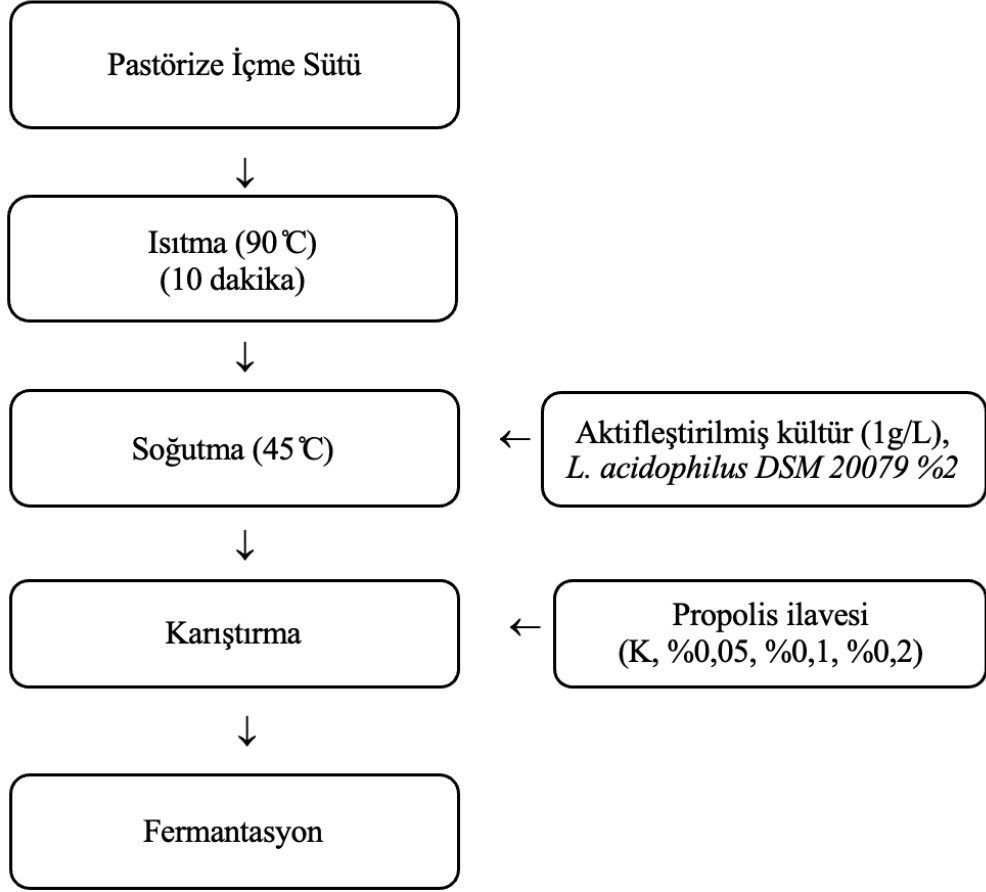 Pastörize İçme Sütü
↓
Isıtma (90℃)
(10 dakika)
↓
Soğutma (45℃)
← Aktifleştirilmiş kültür (1g/L),
L. acidophilus DSM 20079 %2
↓
Karıştırma
← Propolis ilavesi
(K, %0,05, %0,1, %0,2)
↓
Fermantasyon